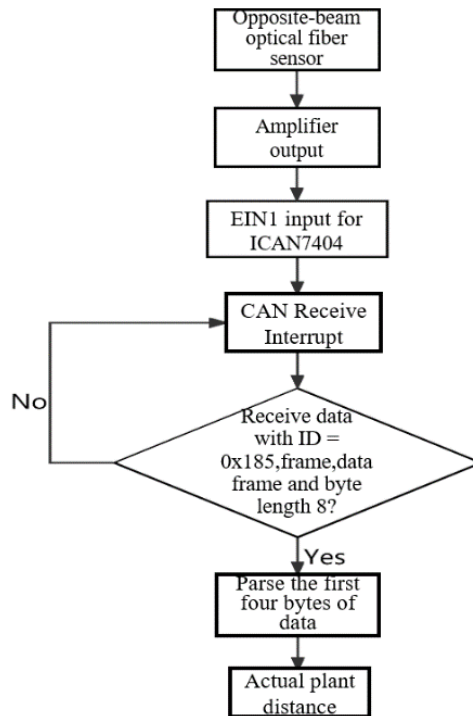 Opposite-beam
optical fiber
sensor
Amplifier
output
EIN1 input for
ICAN7404
CAN Receive
Interrupt
No
Receive data
with ID =
0x185,frame,data
frame and byte
length 8?
Yes
Parse the first
four bytes of
data
Actual plant
distance